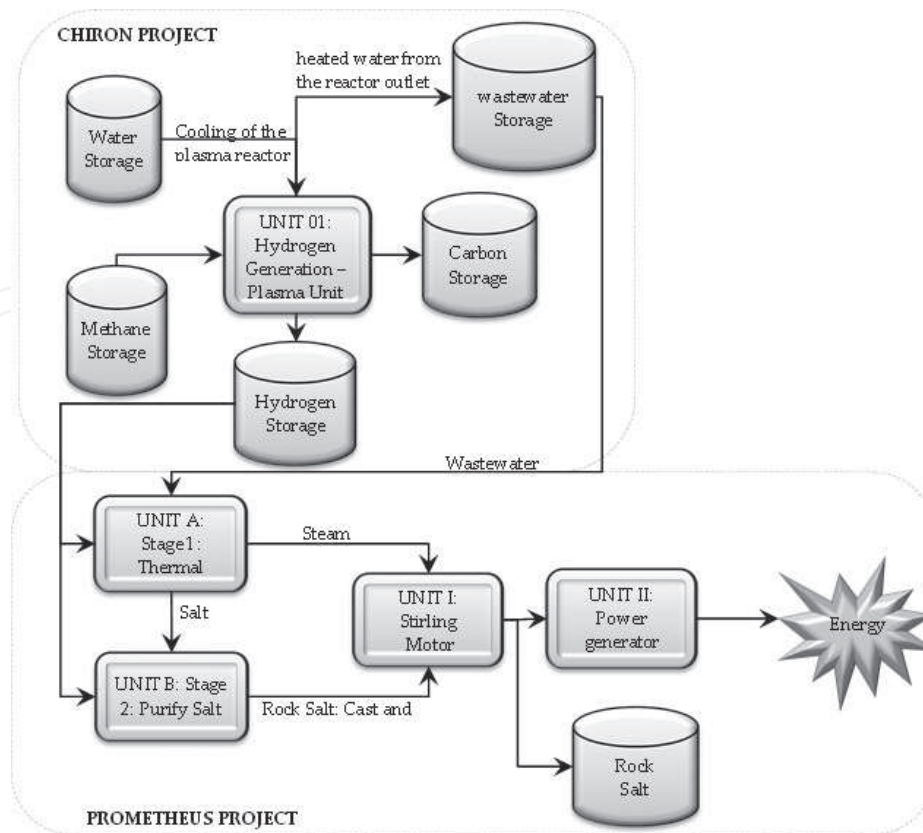 CHIRON PROJECT
heated water from
the reactor outlet
wastewater
Storage
Water
Storage
Cooling of the
plasma reactor
UNIT 01:
Hydrogen
Generation –
Plasma Unit
Carbon
Storage
Methane
Storage
Hydrogen
Storage
Wastewater
UNIT A:
Stage1:
Thermal
Steam
UNIT I:
Stirling
Motor
UNIT II:
Power
generator
Energy
Salt
UNIT B: Stage
2: Purify Salt
Rock Salt: Cast and
Rock
Salt
PROMETHEUS PROJECT